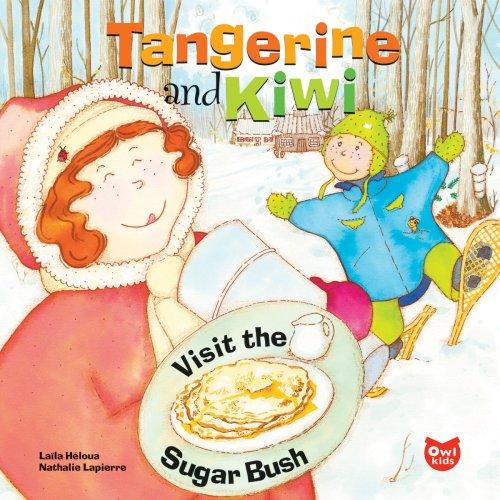 Tangerine
and Kiwi
Visit the
Sugar Bush
Laïla Héloua
Nathalie Lapierre
Owl
kids